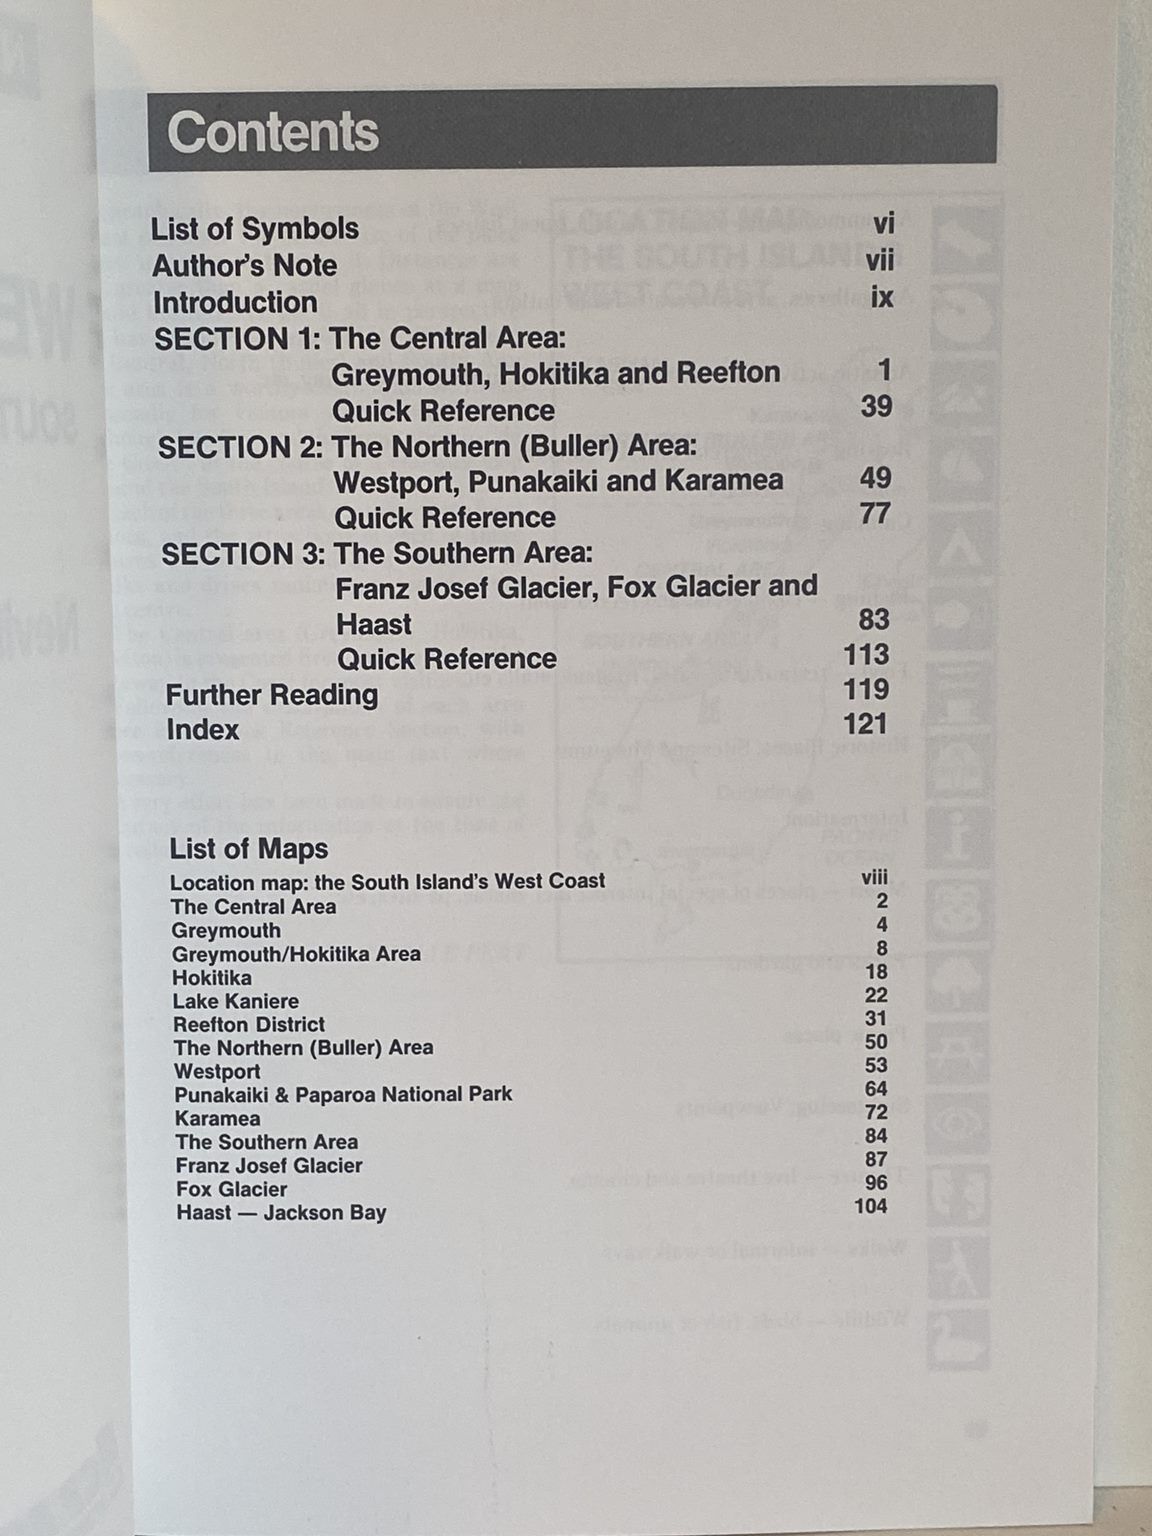 Contents
List of Symbols vi
Author's Note vii
Introduction ix
SECTION 1: The Central Area:
Greymouth, Hokitika and Reefton 1
Quick Reference 39
SECTION 2: The Northern (Buller) Area:
Westport, Punakaiki and Karamea 49
Quick Reference 77
SECTION 3: The Southern Area:
Franz Josef Glacier, Fox Glacier and
Haast 83
Quick Reference 113
Further Reading 119
Index 121
List of Maps
Location map: the South Island's West Coast viii
The Central Area 2
Greymouth 4
Greymouth/Hokitika Area 8
Hokitika 18
Lake Kaniere 22
Reefton District 31
The Northern (Buller) Area 50
Westport 53
Punakaiki & Paparoa National Park 64
Karamea 72
The Southern Area 84
Franz Josef Glacier 87
Fox Glacier 96
Haast — Jackson Bay 104